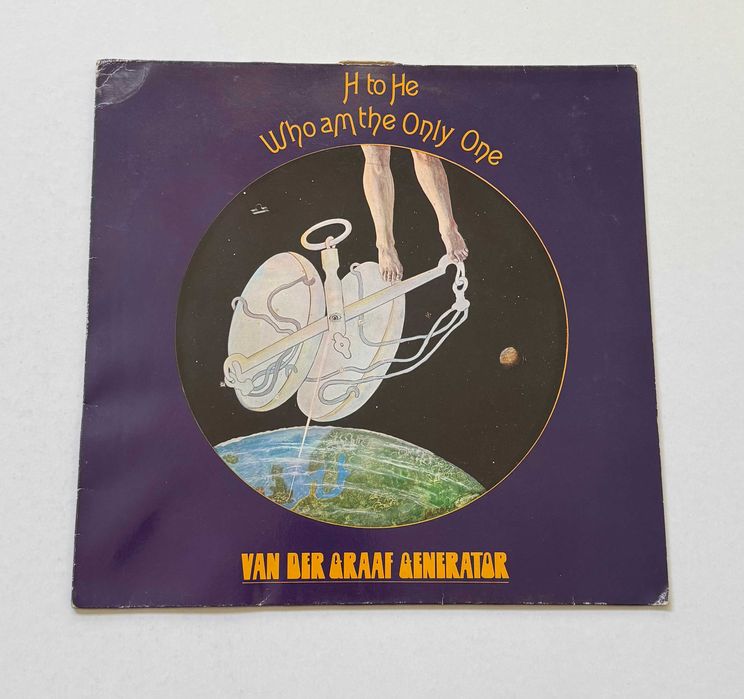 H to He
Who am the Only One
VAN DER GRAAF GENERATOR